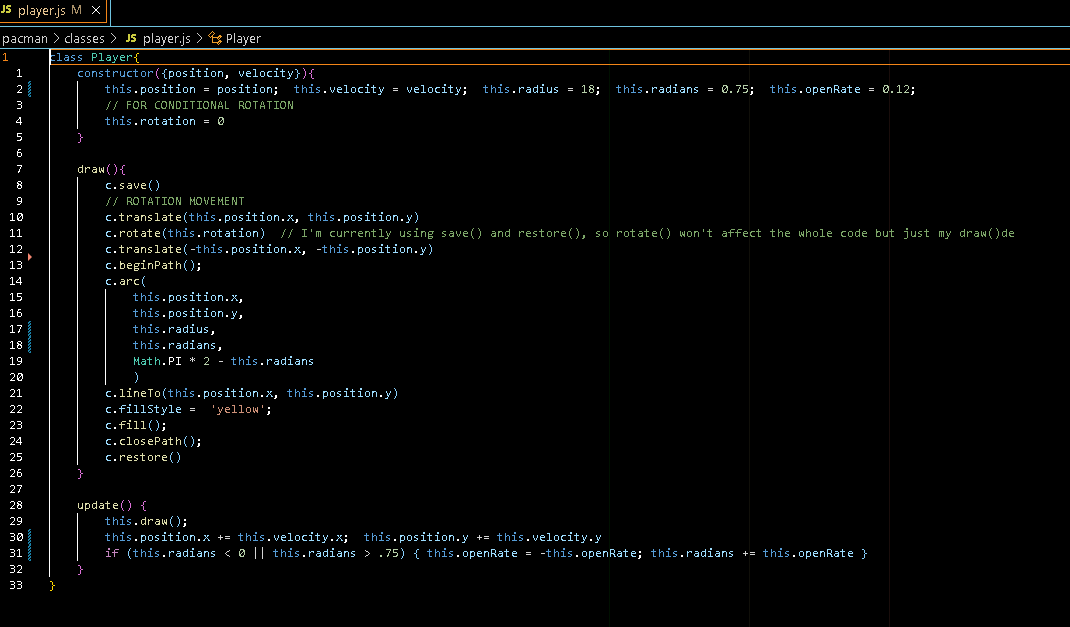 JS player.js M ×
pacman > classes > JS player.js > Player
1 class Player{
1 constructor({position, velocity}){
2 this.position = position; this.velocity = velocity; this.radius = 18; this.radians = 0.75; this.openRate = 0.12;
3 // FOR CONDITIONAL ROTATION
4 this.rotation = 0
5 }
6
7 draw(){
8 c.save()
9 // ROTATION MOVEMENT
10 c.translate(this.position.x, this.position.y)
11 c.rotate(this.rotation) // I'm currently using save() and restore(), so rotate() won't affect the whole code but just my draw()de
12 c.translate(-this.position.x, -this.position.y)
13 c.beginPath();
14 c.arc(
15 this.position.x,
16 this.position.y,
17 this.radius,
18 this.radians,
19 Math.PI * 2 - this.radians
20 )
21 c.lineTo(this.position.x, this.position.y)
22 c.fillStyle = 'yellow';
23 c.fill();
24 c.closePath();
25 c.restore()
26 }
27
28 update() {
29 this.draw();
30 this.position.x += this.velocity.x; this.position.y += this.velocity.y
31 if (this.radians < 0 || this.radians > .75) { this.openRate = -this.openRate; this.radians += this.openRate }
32 }
33 }